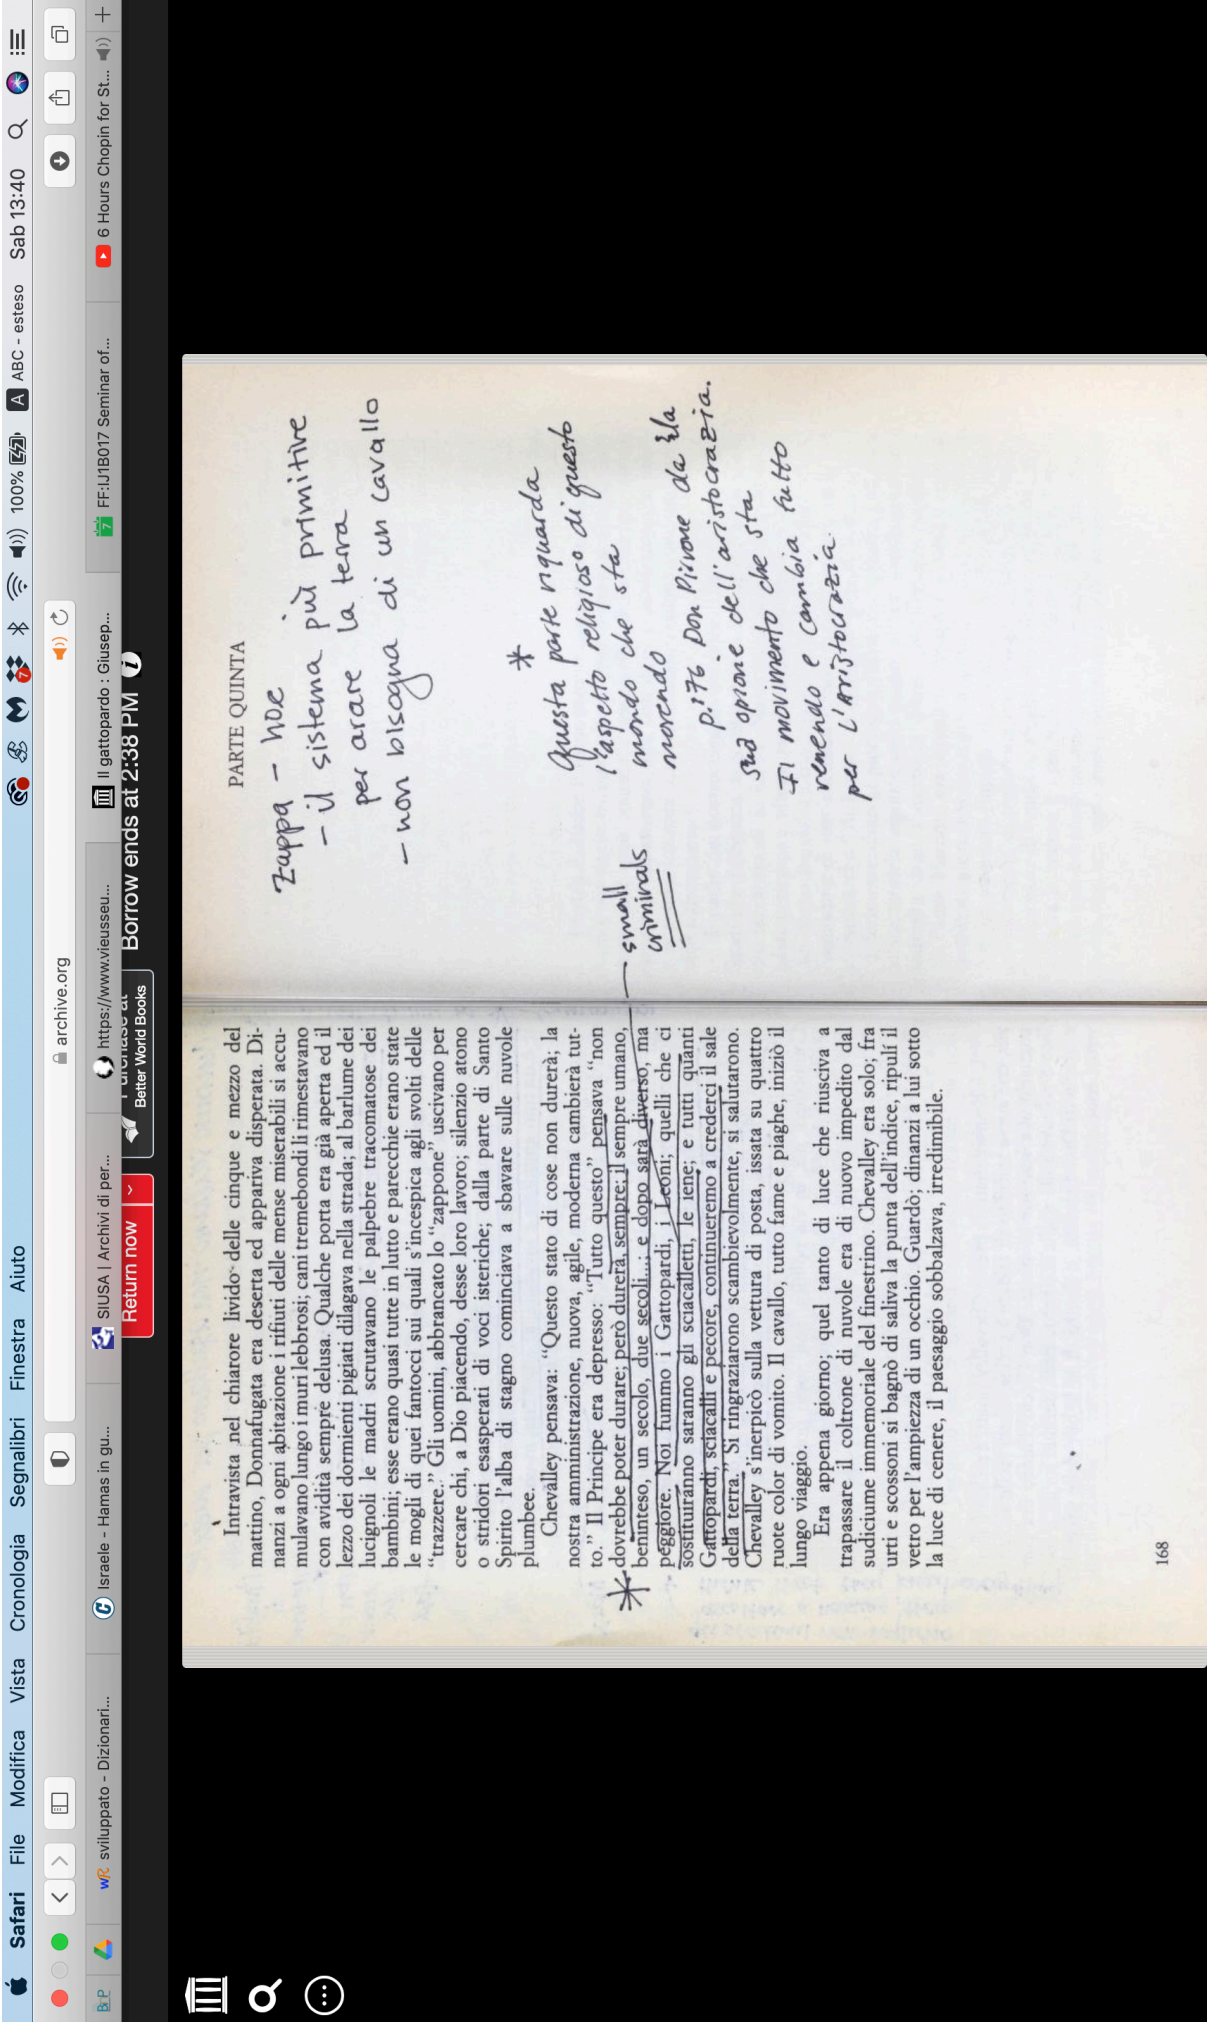 Safari File Modifica Vista Cronologia Segnalibri Finestra Aiuto
7
100%
A ABC - esteso Sab 13:40
archive.org
B::P
wR sviluppato - Dizionari...
Israele - Hamas in gu...
SIUSA | Archivi di per...
https://www.vieusseu...
Il gattopardo : Giusep...
7 FF:IJ1B017 Seminar of...
6 Hours Chopin for St...
Return now
Better World Books
Borrow ends at 2:38 PM
Intravista nel chiarore livido delle cinque e mezzo del
mattino, Donnafugata era deserta ed appariva disperata. Di-
nanzi a ogni abitazione i rifiuti delle mense miserabili si accu-
mulavano lungo i muri lebbrosi; cani tremebondi li rimestavano
con avidità sempre delusa. Qualche porta era già aperta ed il
lezzo dei dormienti pigiati dilagava nella strada; al barlume dei
lucignoli le madri scrutavano le palpebre tracomatose dei
bambini; esse erano quasi tutte in lutto e parecchie erano state
le mogli di quei fantocci sui quali s'incespica agli svolti delle
“trazzere.” Gli uomini, abbrancato lo “zappone” uscivano per
cercare chi, a Dio piacendo, desse loro lavoro; silenzio atono
o stridori esasperati di voci isteriche; dalla parte di Santo
Spirito l'alba di stagno cominciava a sbavare sulle nuvole
plumbee.
Chevalley pensava: “Questo stato di cose non durerà; la
nostra amministrazione, nuova, agile, moderna cambierà tut-
to.” Il Principe era depresso: “Tutto questo” pensava “non
dovrebbe poter durare; però durerà, sempre; il sempre umano,
beninteso, un secolo, due secoli...; e dopo sarà diverso, ma
peggiore. Noi fummo i Gattopardi, i Leoni; quelli che ci
sostituiranno saranno gli sciacalletti, le iene; e tutti quanti
Gattopardi, sciacalli e pecore, continueremo a crederci il sale
della terra.” Si ringraziarono scambievolmente, si salutarono.
Chevalley s'inerpicò sulla vettura di posta, issata su quattro
ruote color di vomito. Il cavallo, tutto fame e piaghe, iniziò il
lungo viaggio.
Era appena giorno; quel tanto di luce che riusciva a
trapassare il coltrone di nuvole era di nuovo impedito dal
sudiciume immemoriale del finestrino. Chevalley era solo; fra
urti e scossoni si bagnò di saliva la punta dell'indice, ripulì il
vetro per l'ampiezza di un occhio. Guardò; dinanzi a lui sotto
la luce di cenere, il paesaggio sobbalzava, irredimibile.
168
PARTE QUINTA
Zappa - hoe
- il sistema più primitive
per arare la terra
- non bisogna di un cavallo
small
criminals
*
questa parte riguarda
l'aspetto religioso di questo
mondo che sta
morendo
p. 176 Don Pirrone da la
sua opione dell'aristocrazia.
Il movimento che sta
venendo e cambia tutto
per l'aristocrazia